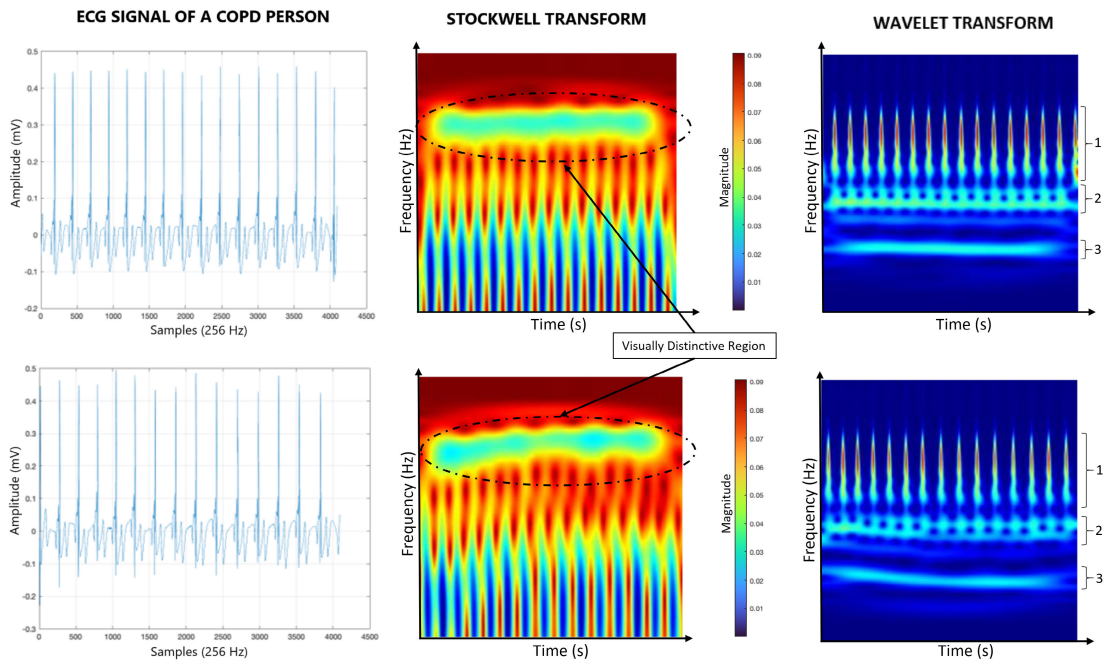 ECG SIGNAL OF A COPD PERSON
STOCKWELL TRANSFORM
WAVELET TRANSFORM
0.5
0.4
0.3
0.2
0.1
0
-0.1
-0.2
Amplitude (mV)
0 500 1000 1500 2000 2500 3000 3500 4000 4500
Samples (256 Hz)
Frequency (Hz)
Time (s)
0.09
0.08
0.07
0.06
0.05
0.04
0.03
0.02
0.01
Magnitude
Frequency (Hz)
Time (s)
1
2
3
Visually Distinctive Region
0.5
0.4
0.3
0.2
0.1
0
-0.1
-0.2
-0.3
Amplitude (mV)
0 500 1000 1500 2000 2500 3000 3500 4000 4500
Samples (256 Hz)
Frequency (Hz)
Time (s)
0.09
0.08
0.07
0.06
0.05
0.04
0.03
0.02
0.01
Magnitude
Frequency (Hz)
Time (s)
1
2
3